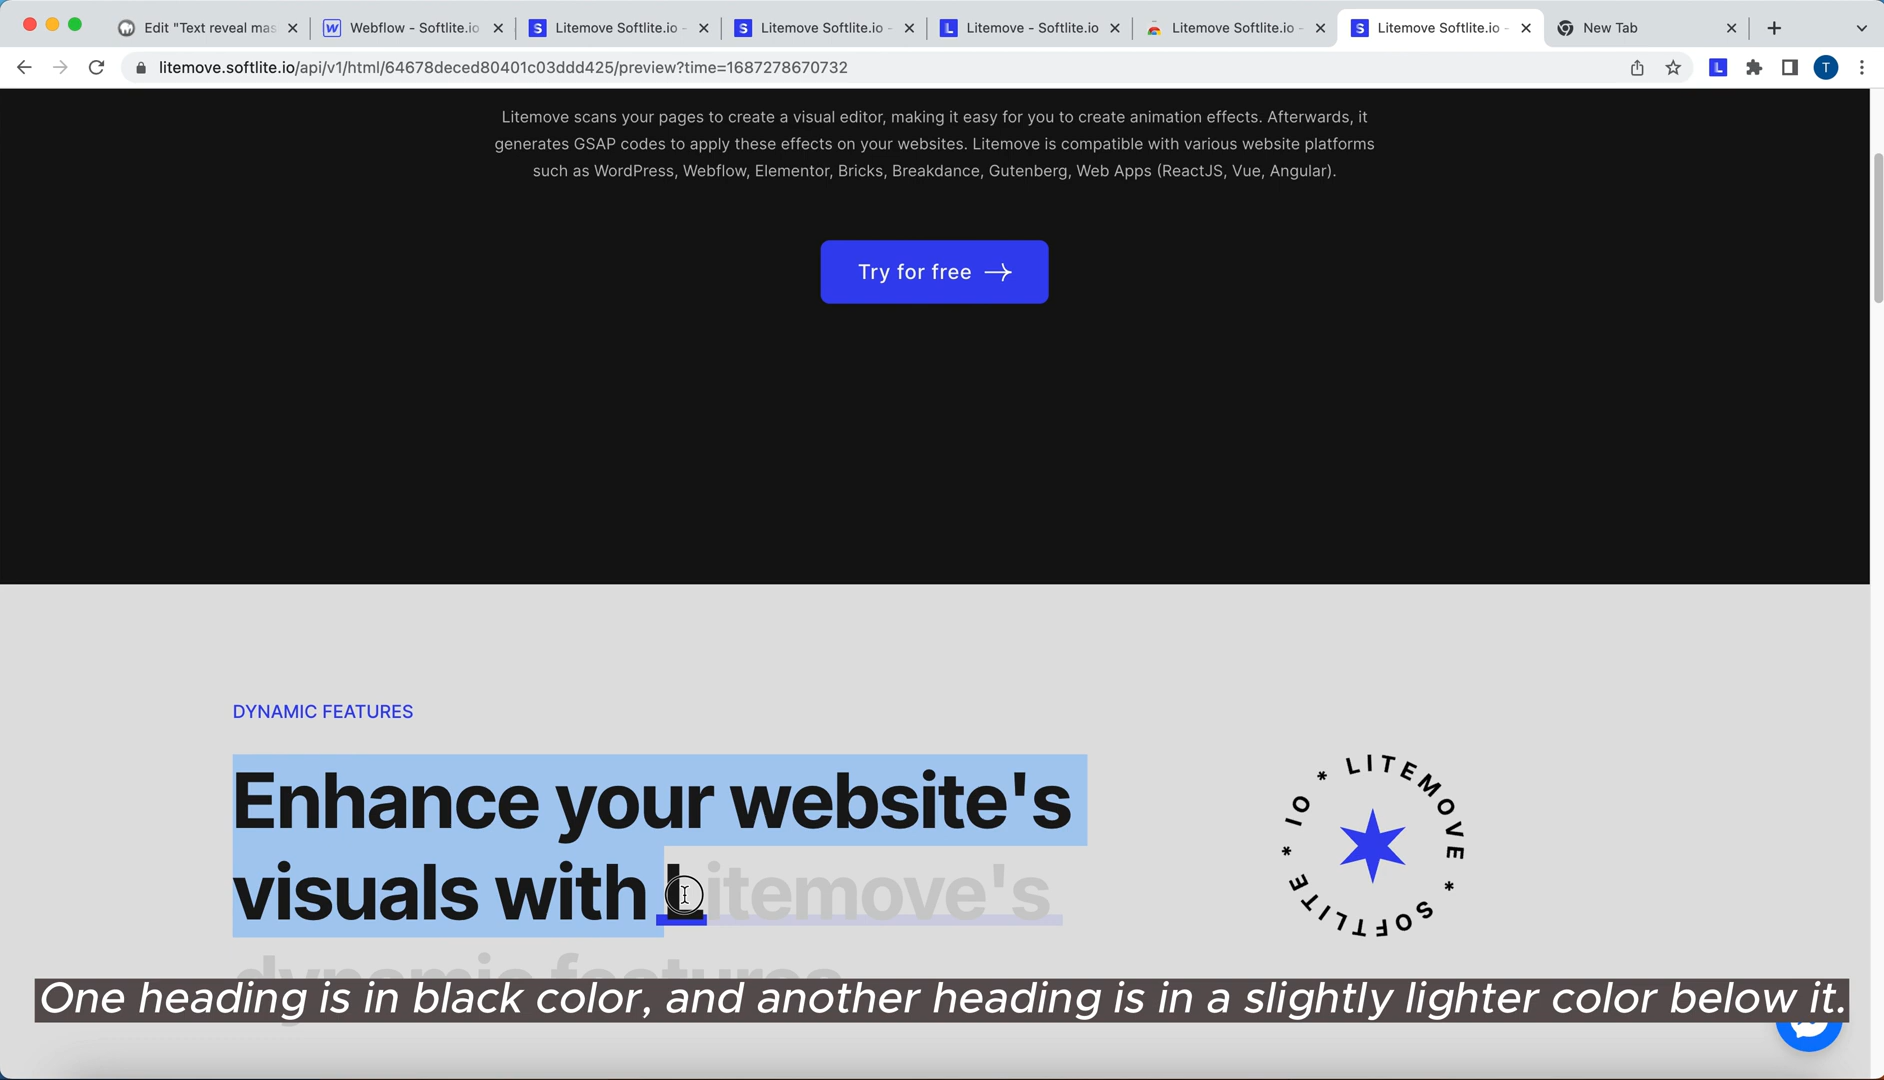 Edit "Text reveal mas
Webflow - Softlite.io
Litemove Softlite.io -
Litemove Softlite.io -
Litemove - Softlite.io
Litemove Softlite.io -
Litemove Softlite.io -
New Tab
litemove.softlite.io/api/v1/html/64678deced80401c03ddd425/preview?time=1687278670732
L
T
Litemove scans your pages to create a visual editor, making it easy for you to create animation effects. Afterwards, it
generates GSAP codes to apply these effects on your websites. Litemove is compatible with various website platforms
such as WordPress, Webflow, Elementor, Bricks, Breakdance, Gutenberg, Web Apps (ReactJS, Vue, Angular).
Try for free
DYNAMIC FEATURES
Enhance your website's
visuals with Litemove's
dynamic features
* LITEMOVE * SOFTLITE * IO
One heading is in black color, and another heading is in a slightly lighter color below it.